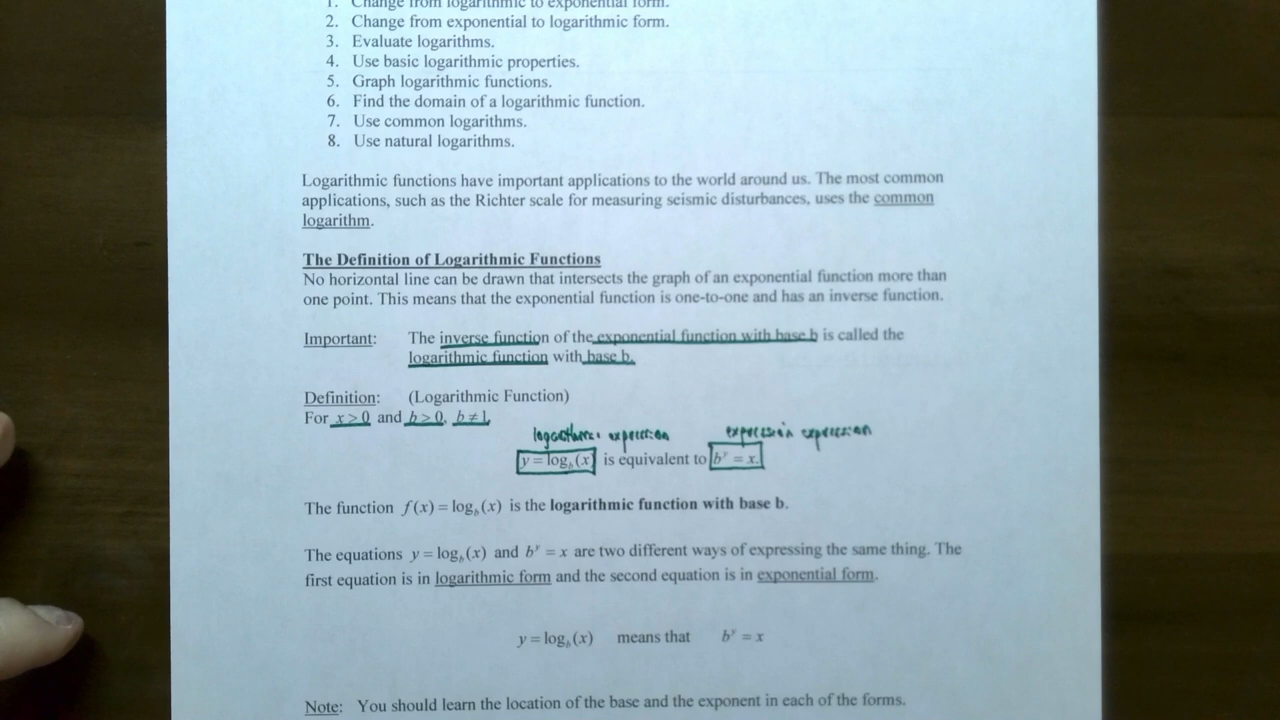 1. Change from logarithmic to exponential form.
2. Change from exponential to logarithmic form.
3. Evaluate logarithms.
4. Use basic logarithmic properties.
5. Graph logarithmic functions.
6. Find the domain of a logarithmic function.
7. Use common logarithms.
8. Use natural logarithms.
Logarithmic functions have important applications to the world around us. The most common
applications, such as the Richter scale for measuring seismic disturbances, uses the common
logarithm.
The Definition of Logarithmic Functions
No horizontal line can be drawn that intersects the graph of an exponential function more than
one point. This means that the exponential function is one-to-one and has an inverse function.
Important: The inverse function of the exponential function with base b is called the
logarithmic function with base b.
Definition: (Logarithmic Function)
For x > 0 and b > 0, b ≠ 1,
expression
y = log_b(x) is equivalent to b^y = x.
The function f(x) = log_b(x) is the logarithmic function with base b.
The equations y = log_b(x) and b^y = x are two different ways of expressing the same thing. The
first equation is in logarithmic form and the second equation is in exponential form.
y = log_b(x) means that b^y = x
Note: You should learn the location of the base and the exponent in each of the forms.